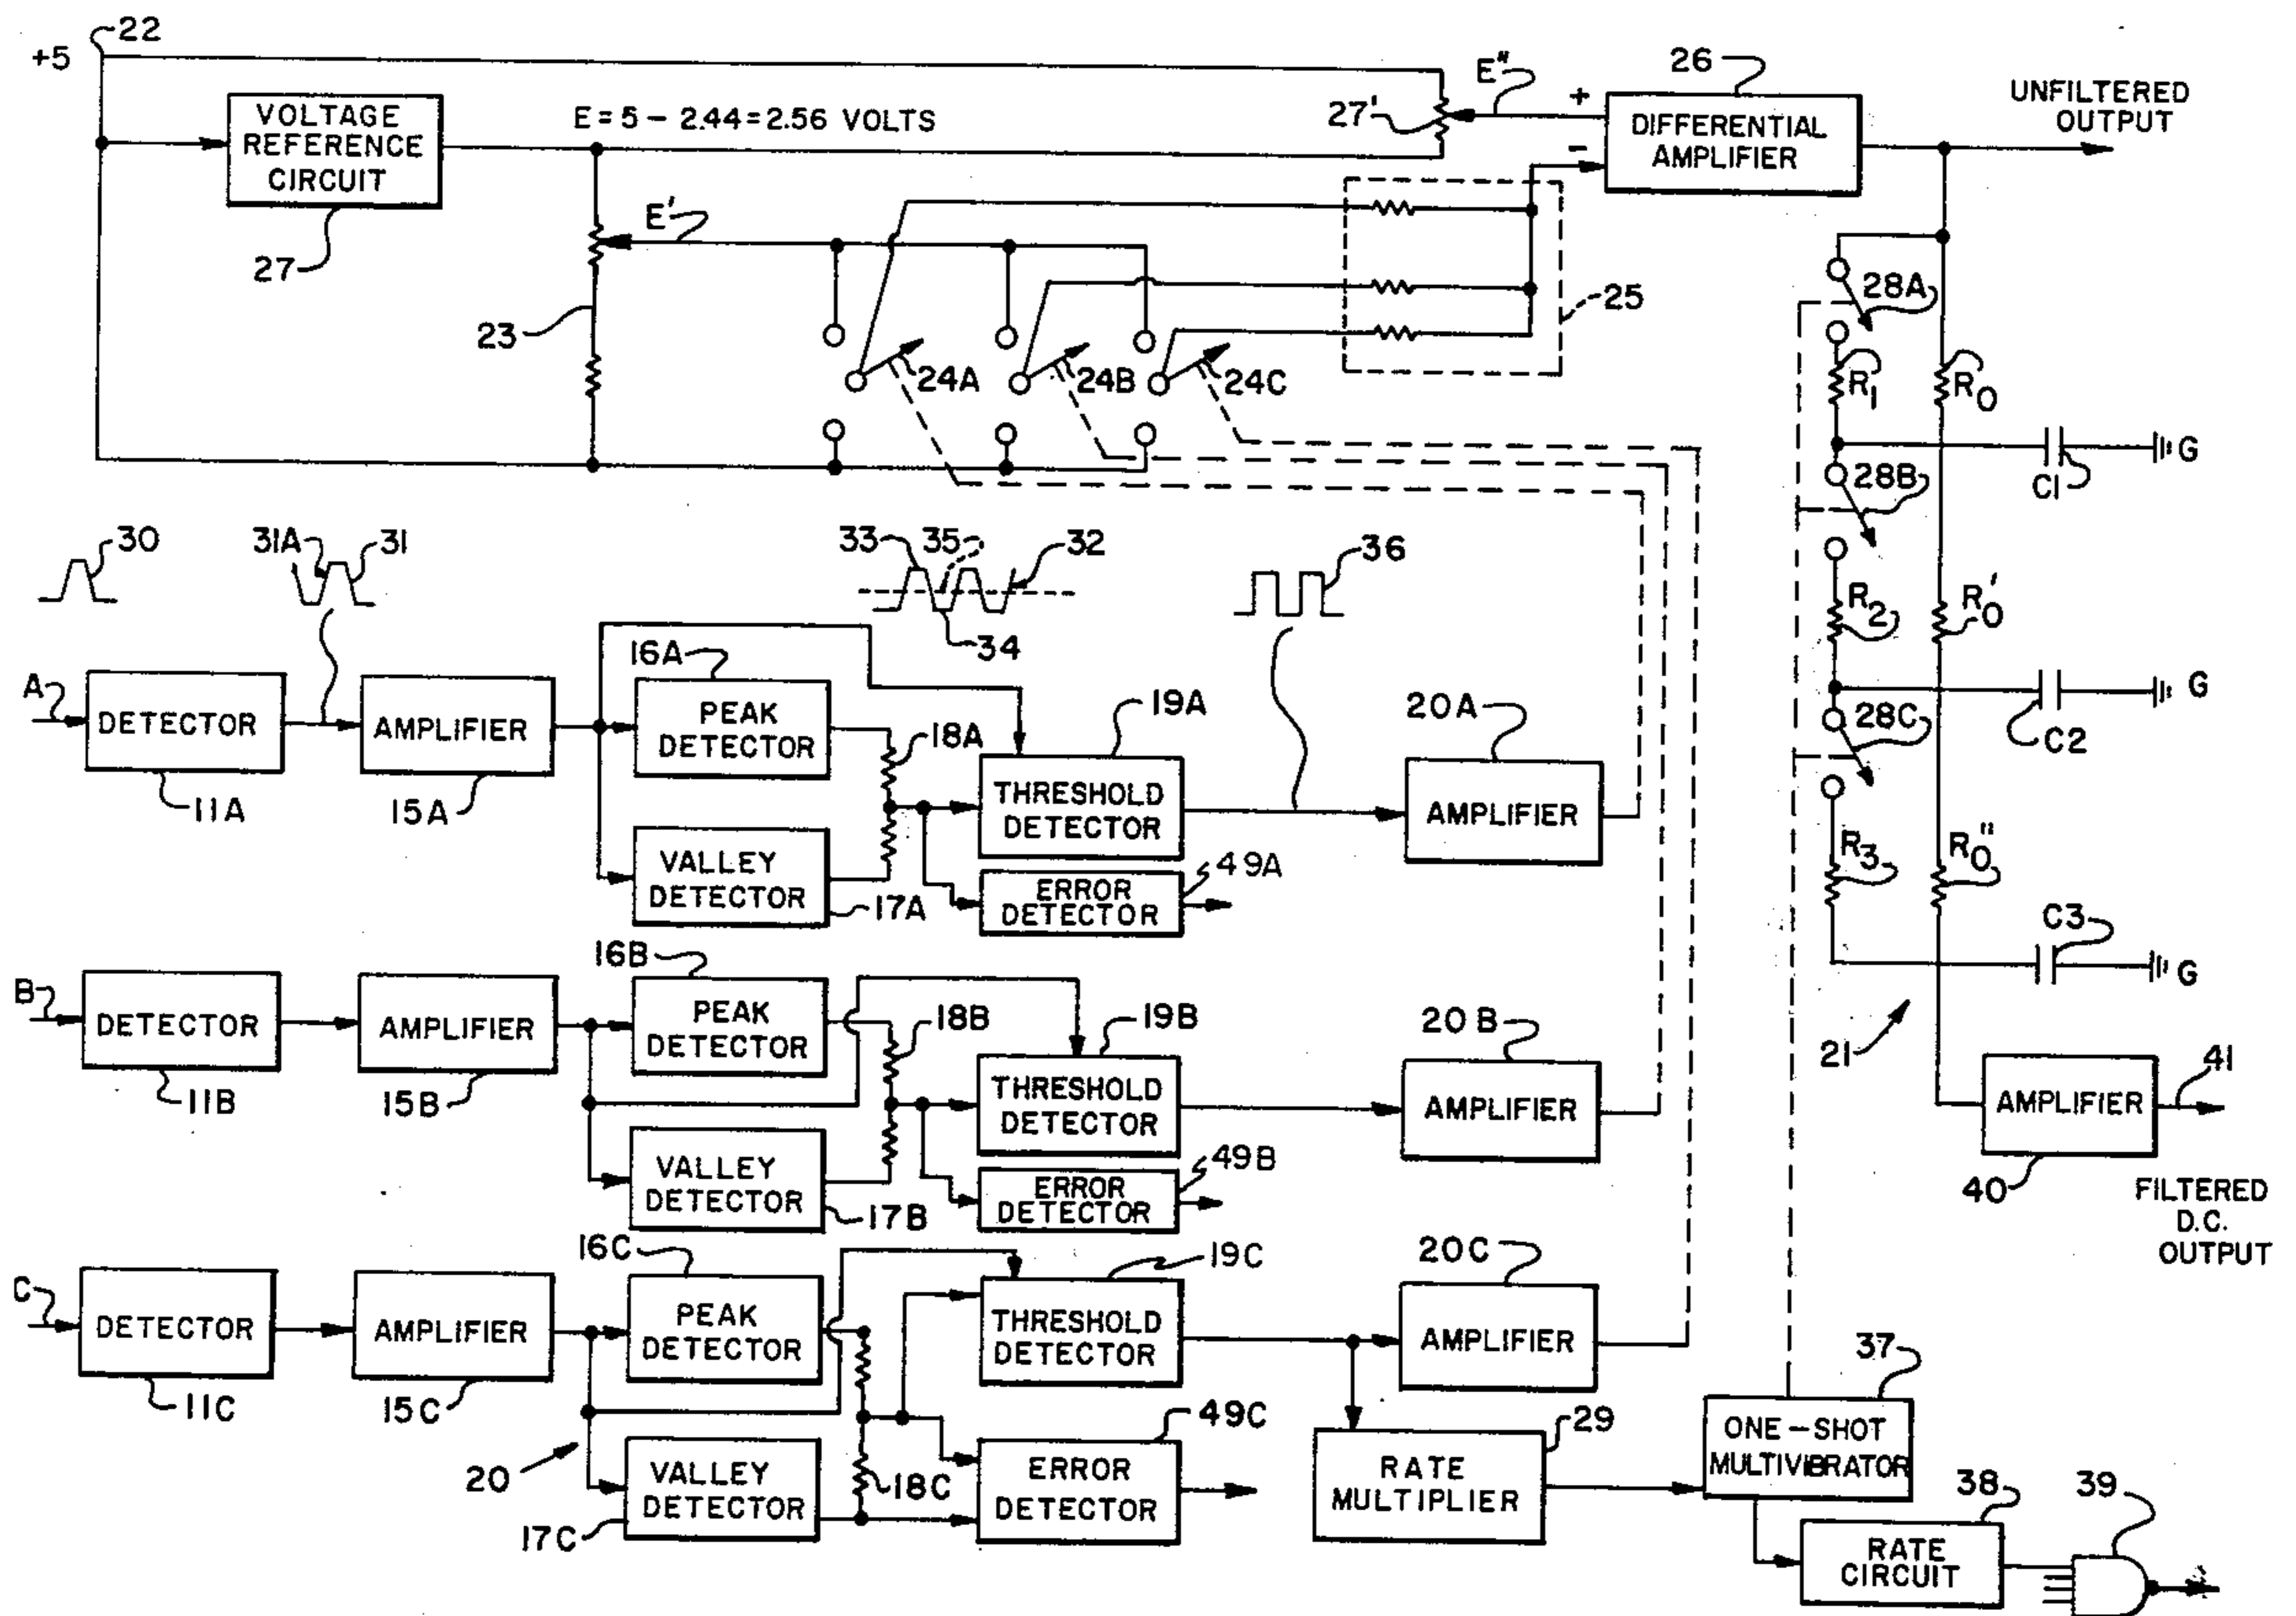 22
+5
VOLTAGE
REFERENCE
CIRCUIT
27
E = 5 - 2.44 = 2.56 VOLTS
27'
E"
+
-
26
DIFFERENTIAL
AMPLIFIER
UNFILTERED
OUTPUT
E'
23
24A
24B
24C
25
28A
R1
R0
C1
G
28B
R2
R0'
C2
G
28C
R3
R0"
C3
G
21
30
31A
31
33
35
32
34
36
A
DETECTOR
11A
AMPLIFIER
15A
16A
PEAK
DETECTOR
VALLEY
DETECTOR
17A
18A
19A
THRESHOLD
DETECTOR
49A
ERROR
DETECTOR
20A
AMPLIFIER
B
DETECTOR
11B
AMPLIFIER
15B
16B
PEAK
DETECTOR
VALLEY
DETECTOR
17B
18B
19B
THRESHOLD
DETECTOR
49B
ERROR
DETECTOR
20B
AMPLIFIER
AMPLIFIER
40
41
FILTERED
D.C.
OUTPUT
C
DETECTOR
11C
AMPLIFIER
15C
20
16C
PEAK
DETECTOR
VALLEY
DETECTOR
17C
18C
19C
THRESHOLD
DETECTOR
49C
ERROR
DETECTOR
20C
AMPLIFIER
29
RATE
MULTIPLIER
37
ONE-SHOT
MULTIVIBRATOR
38
RATE
CIRCUIT
39